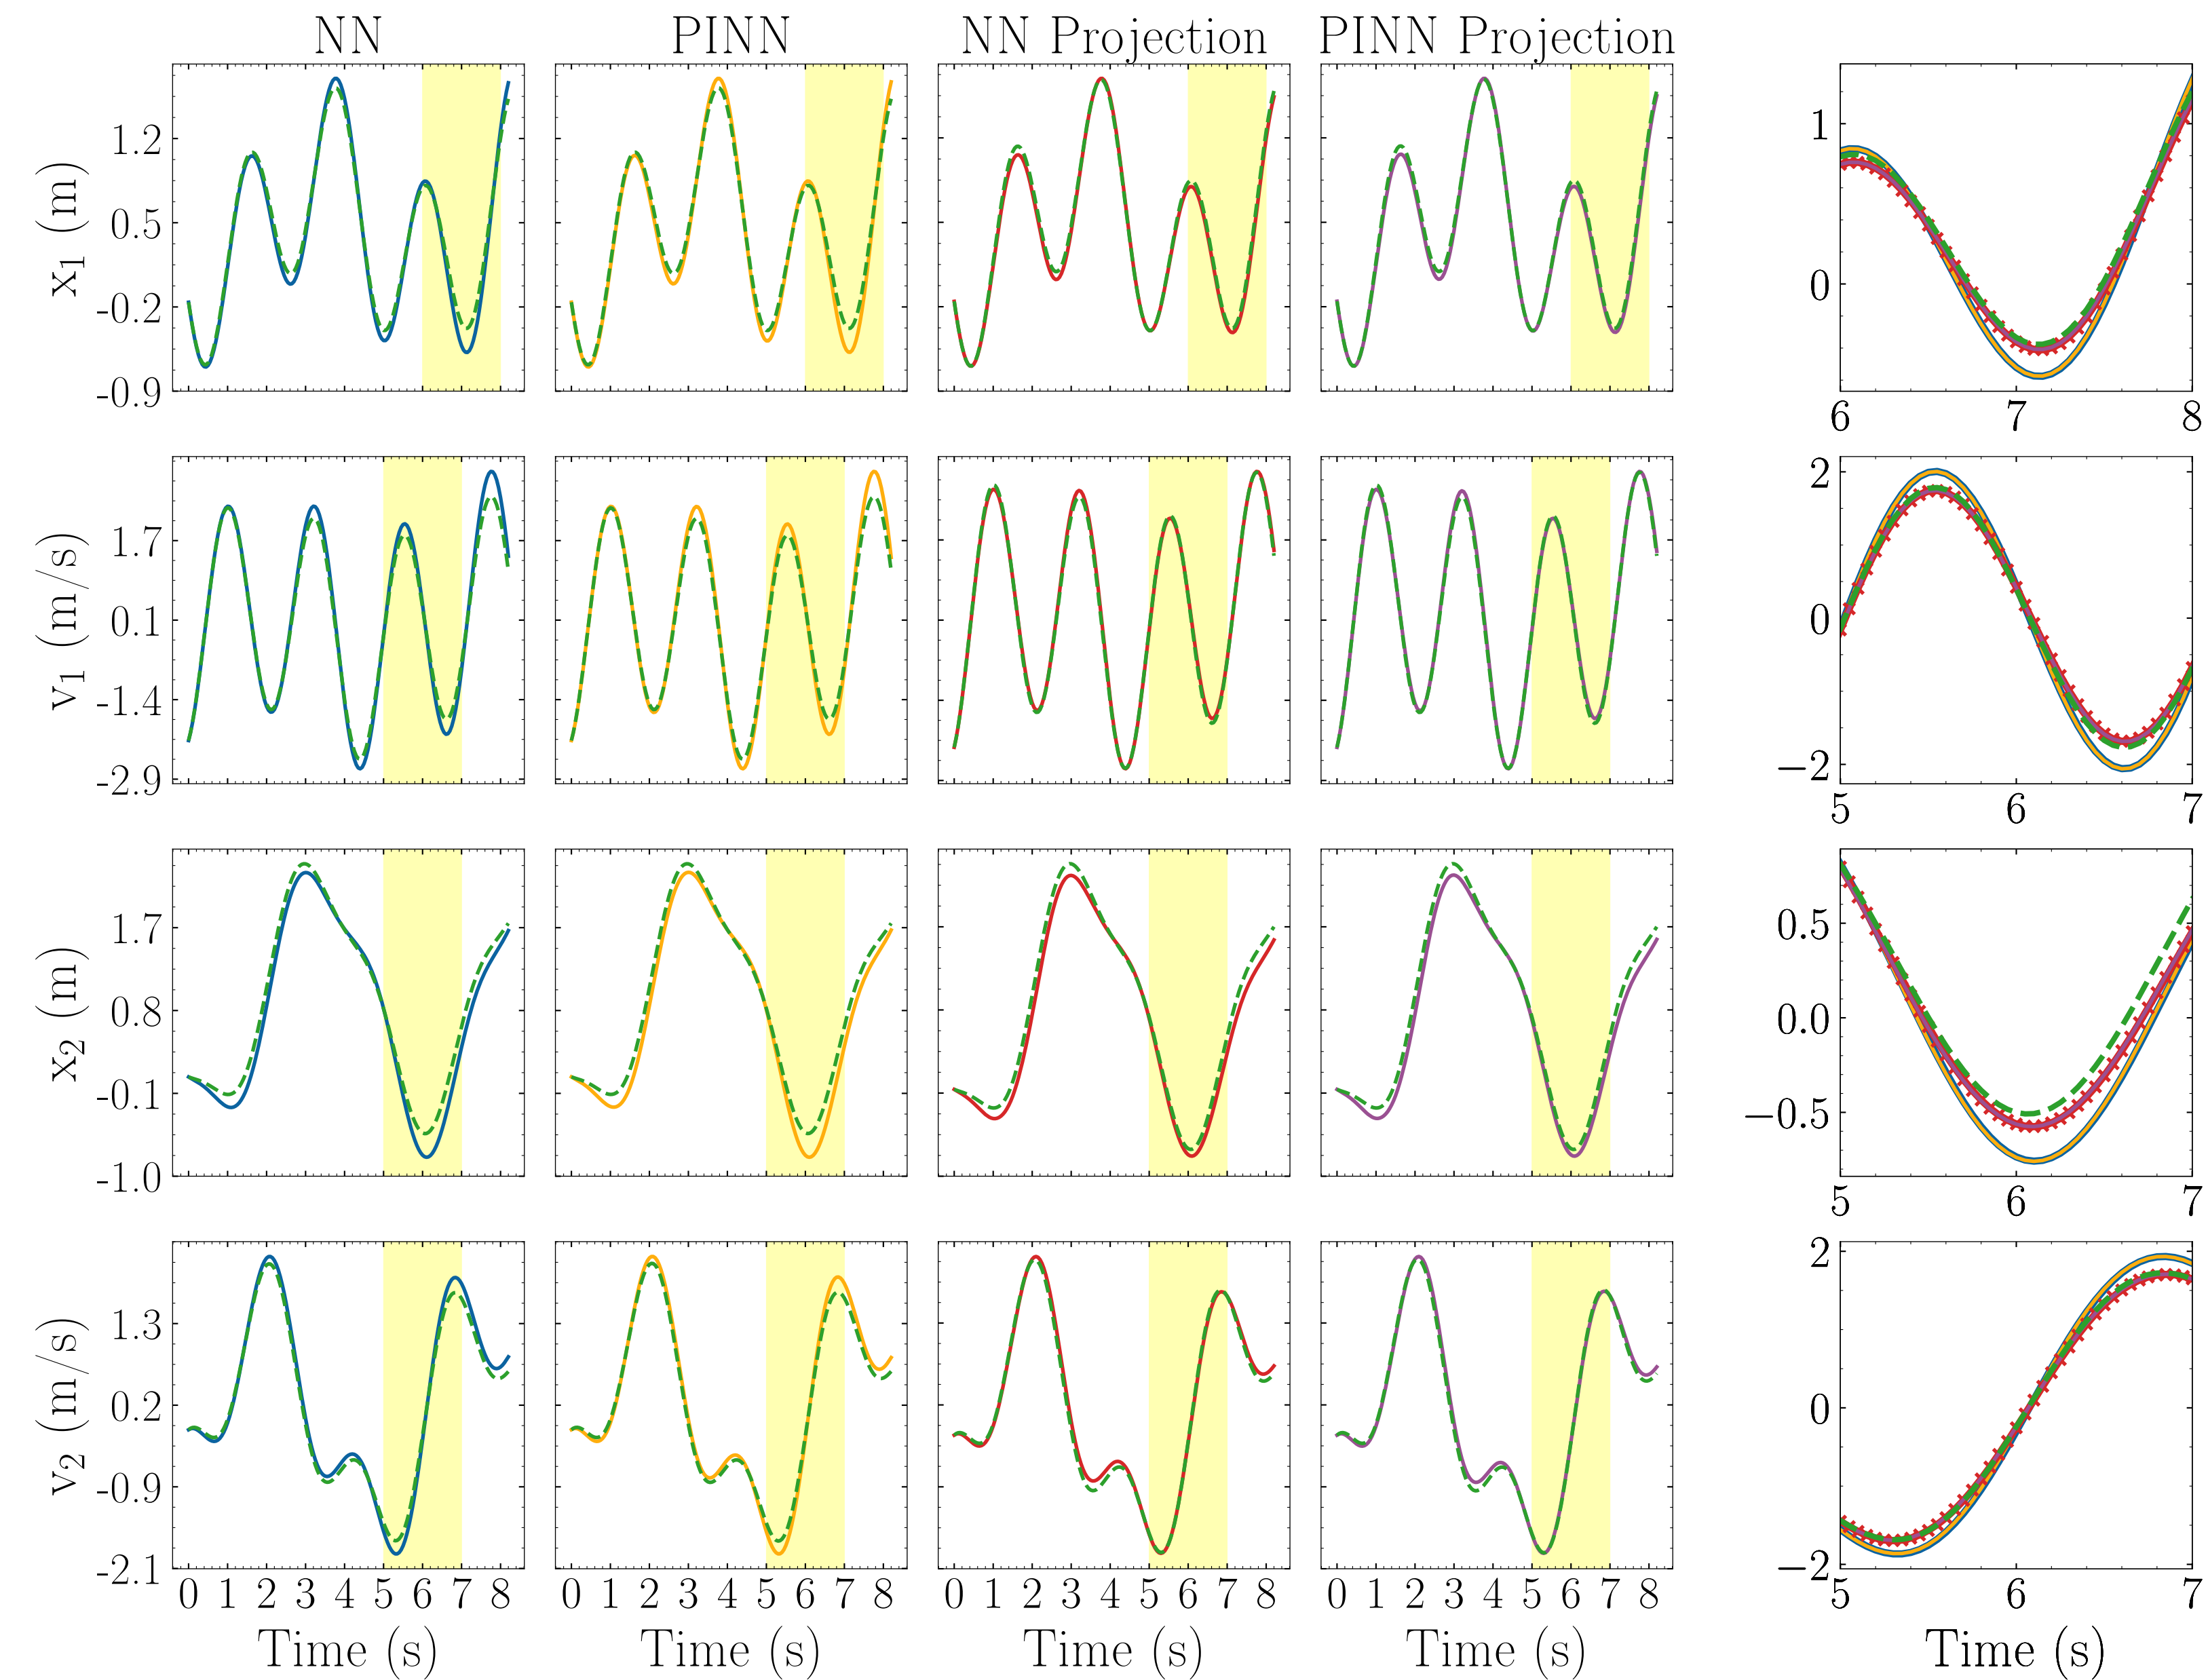 NN PINN NN Projection PINN Projection
x1 (m)
1.2
0.5
-0.2
-0.9
1
0
6 7 8
v1 (m/s)
1.7
0.1
-1.4
-2.9
2
0
−2
5 6 7
x2 (m)
1.7
0.8
-0.1
-1.0
0.5
0.0
−0.5
5 6 7
v2 (m/s)
1.3
0.2
-0.9
-2.1
2
0
−2
0 1 2 3 4 5 6 7 8 0 1 2 3 4 5 6 7 8 0 1 2 3 4 5 6 7 8 0 1 2 3 4 5 6 7 8 5 6 7
Time (s) Time (s) Time (s) Time (s) Time (s)